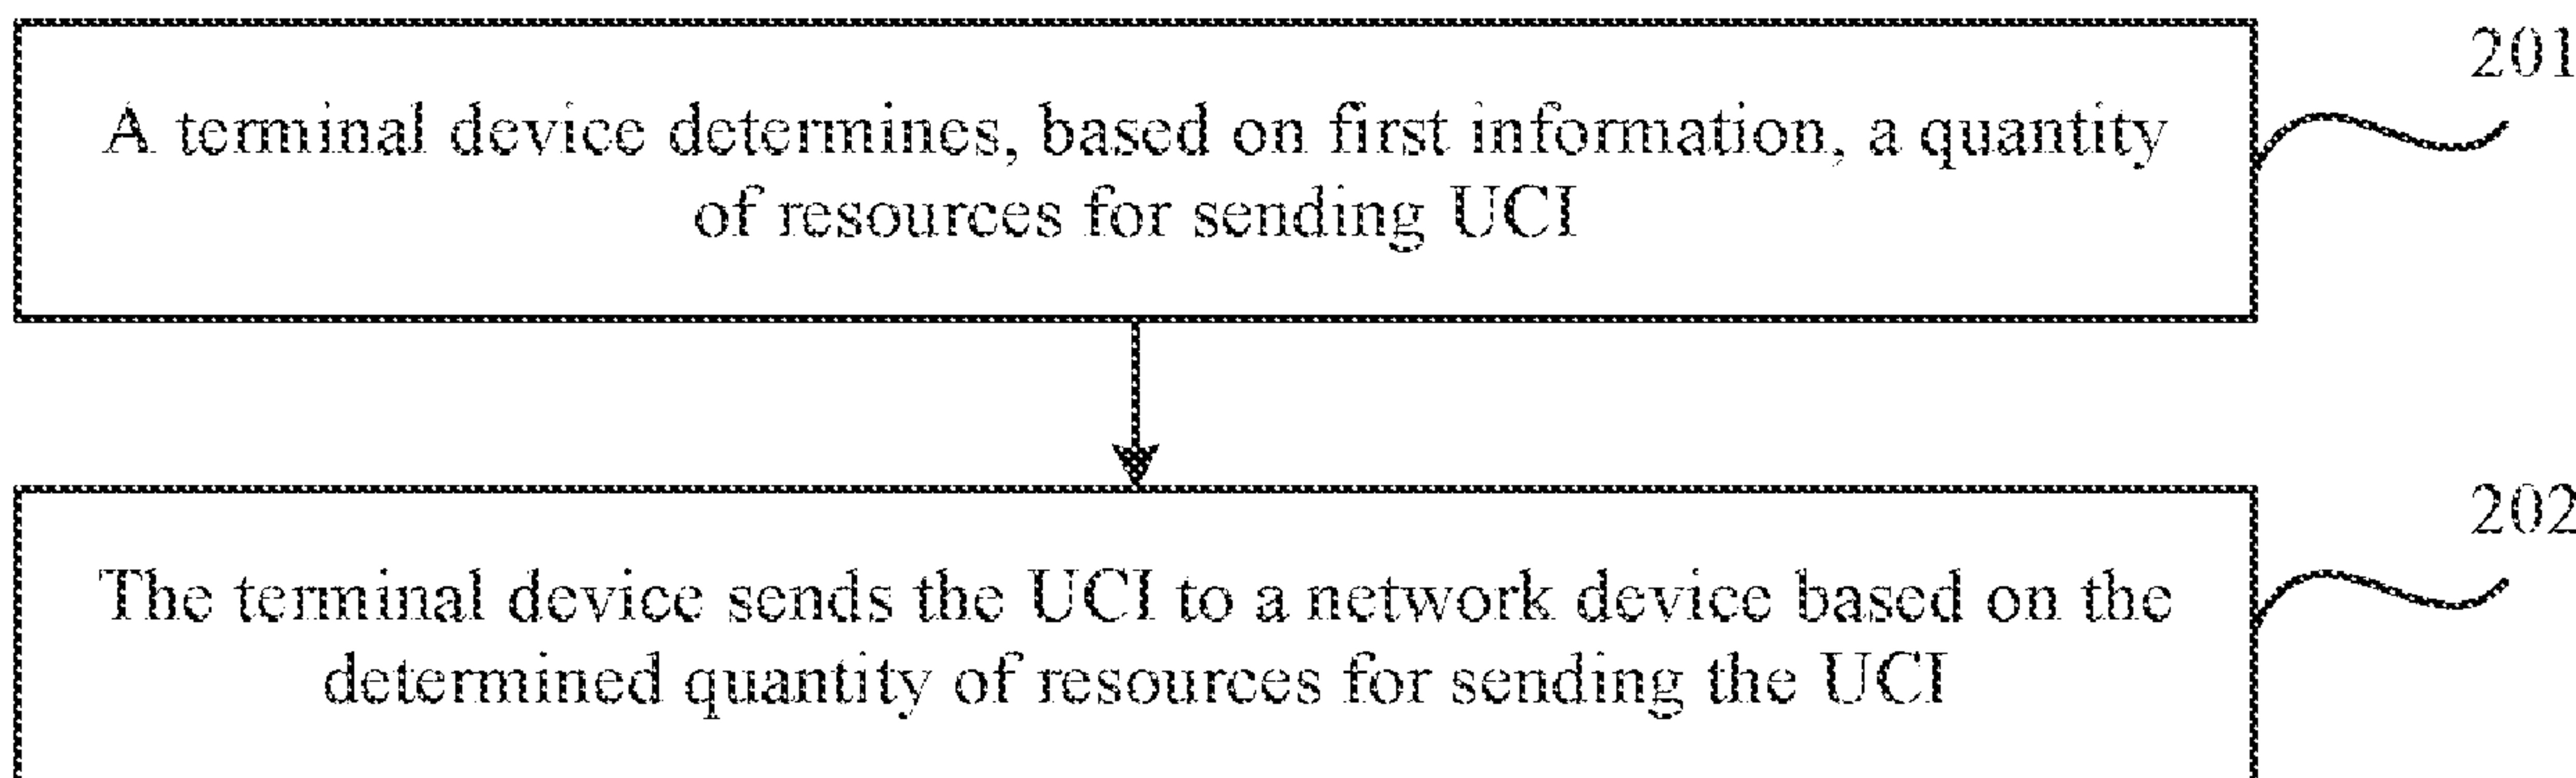 201
A terminal device determines, based on first information, a quantity
of resources for sending UCI
202
The terminal device sends the UCI to a network device based on the
determined quantity of resources for sending the UCI